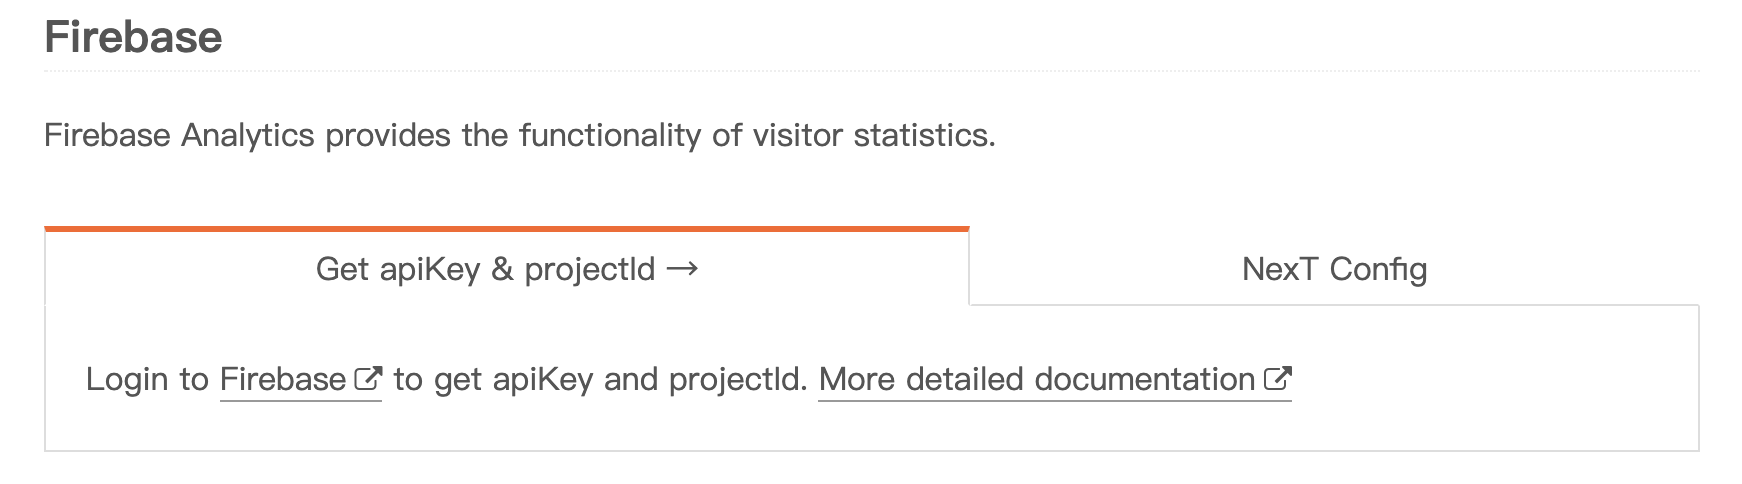 Firebase
Firebase Analytics provides the functionality of visitor statistics.
Get apiKey & projectId →
NexT Config
Login to Firebase to get apiKey and projectId. More detailed documentation